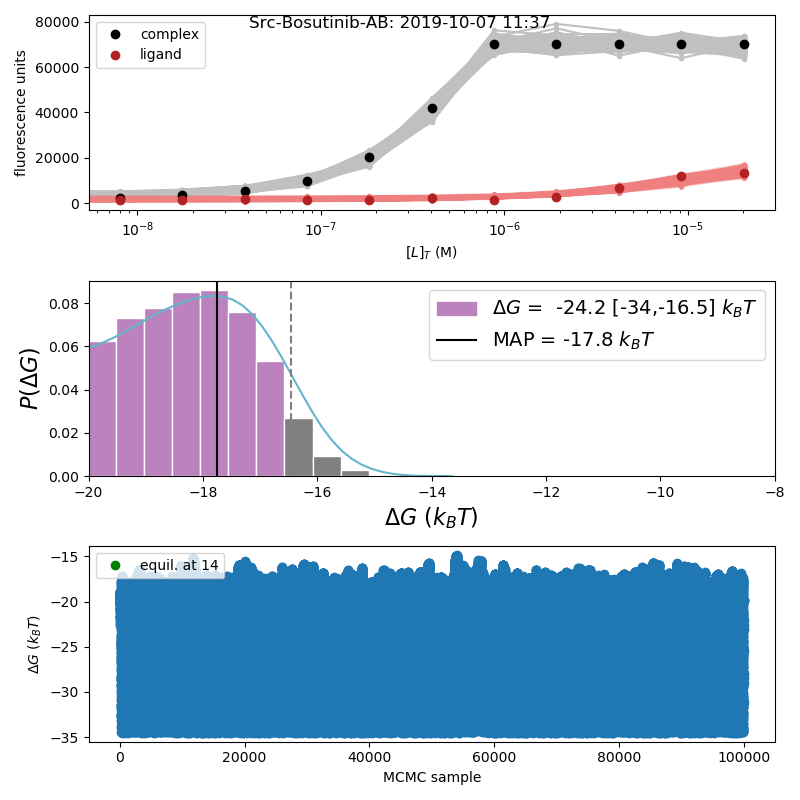 Src-Bosutinib-AB: 2019-10-07 11:37
80000
60000
40000
20000
0
fluorescence units
complex
ligand
10⁻⁸ 10⁻⁷ 10⁻⁶ 10⁻⁵
[L]_T (M)
0.08
0.06
0.04
0.02
0.00
P(ΔG)
ΔG = -24.2 [-34,-16.5] k_BT
MAP = -17.8 k_BT
−20 −18 −16 −14 −12 −10 −8
ΔG (k_BT)
−15
−20
−25
−30
−35
ΔG (k_BT)
equil. at 14
0 20000 40000 60000 80000 100000
MCMC sample